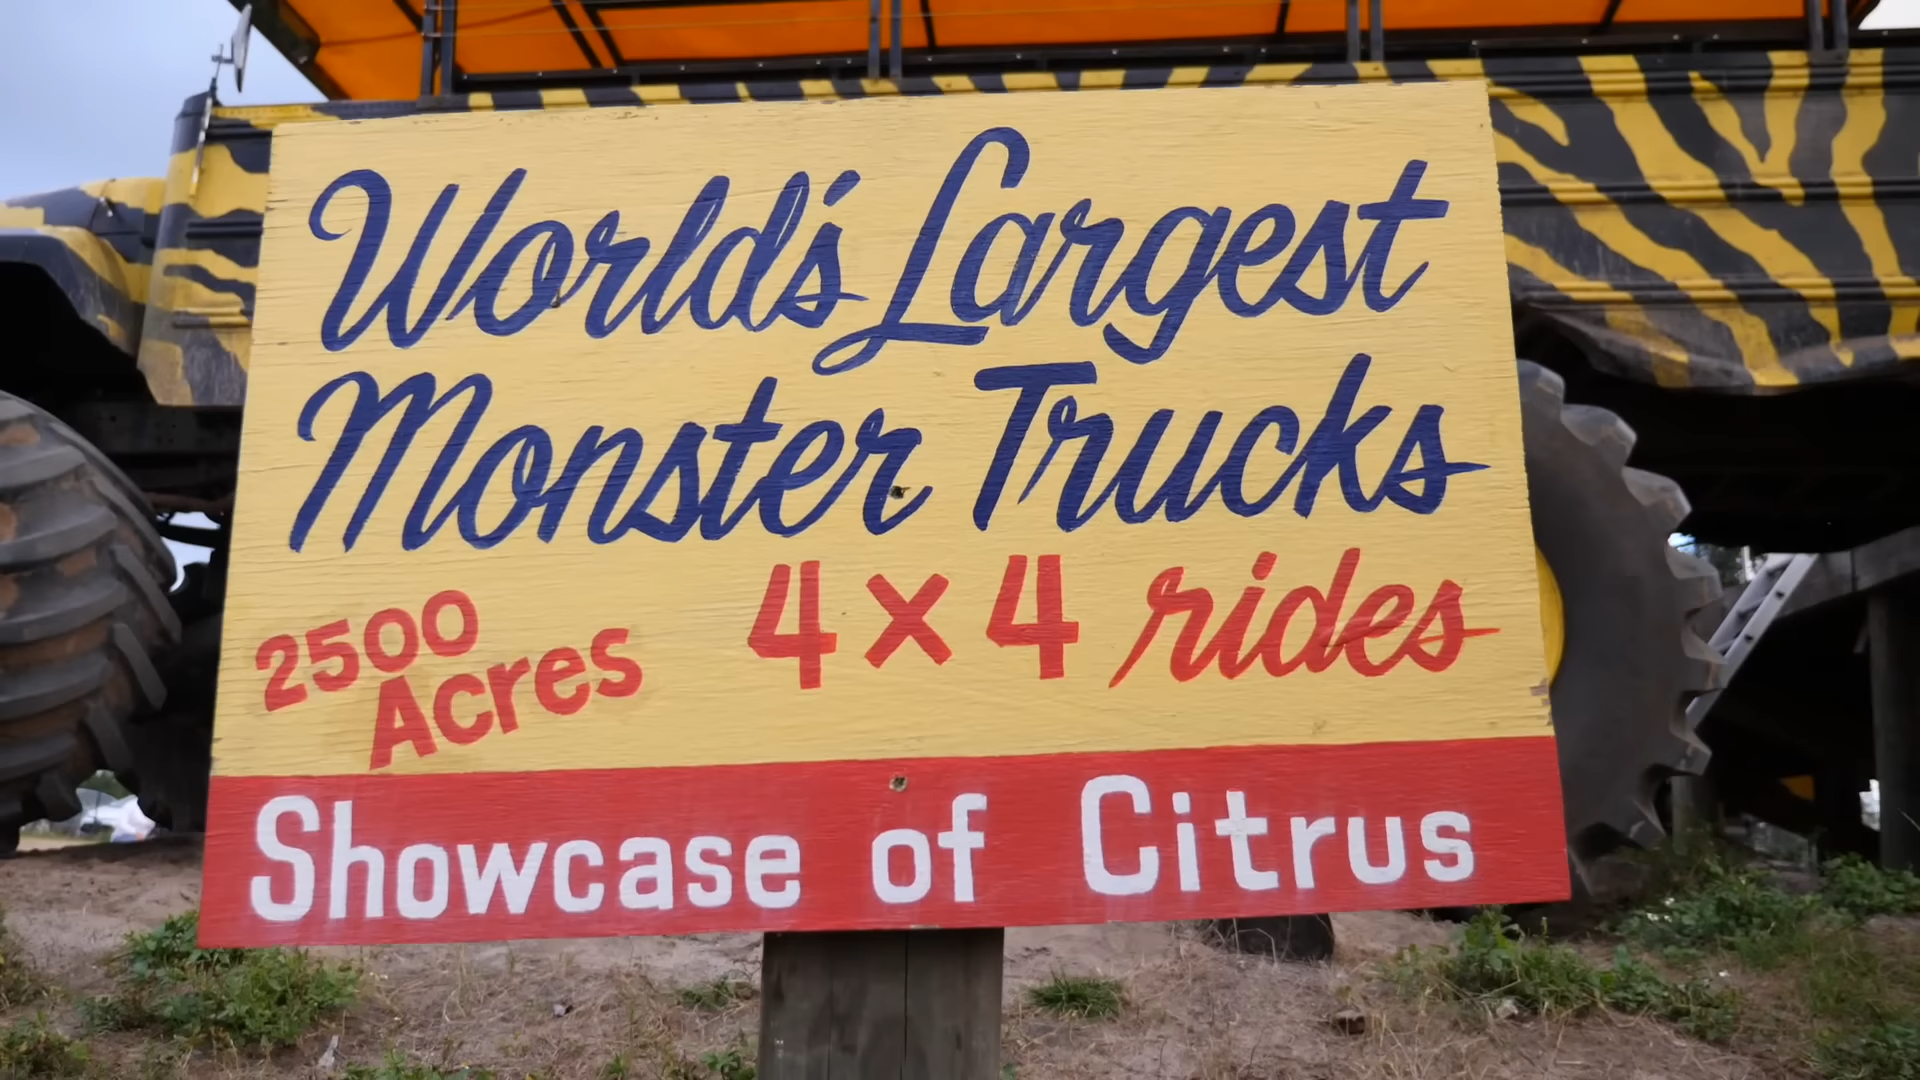 World's Largest
Monster Trucks
2500 Acres
4×4 rides
Showcase of Citrus